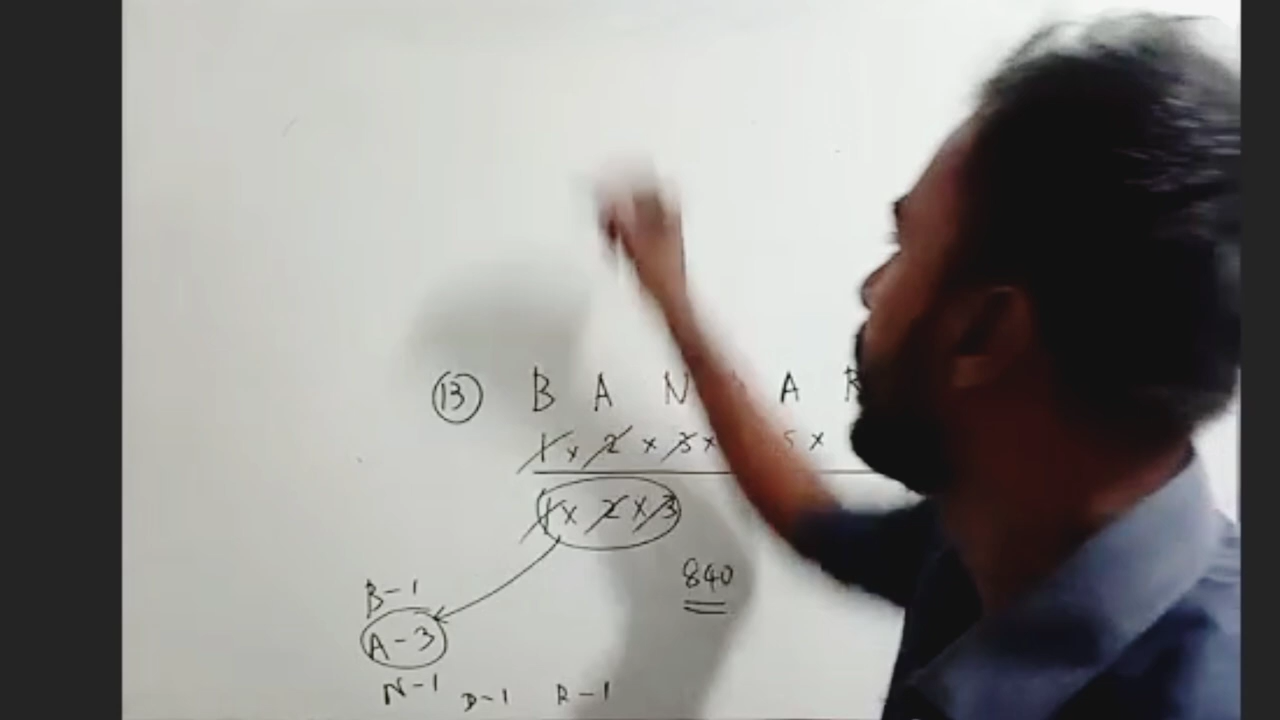 13 B A N A R
1 x 2 x 3 x 5 x
1 x 2 x 3
840
B-1
A-3
N-1 D-1 R-1